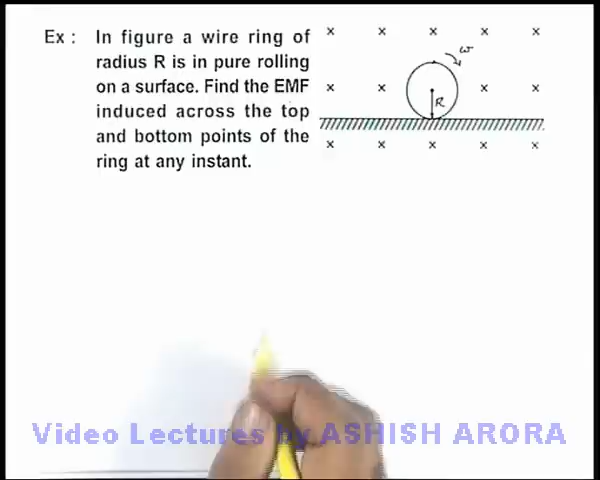 Ex : In figure a wire ring of
radius R is in pure rolling
on a surface. Find the EMF
induced across the top
and bottom points of the
ring at any instant.
x x x x x
ω
x x x x
R
x x x x x
Video Lectures by ASHISH ARORA